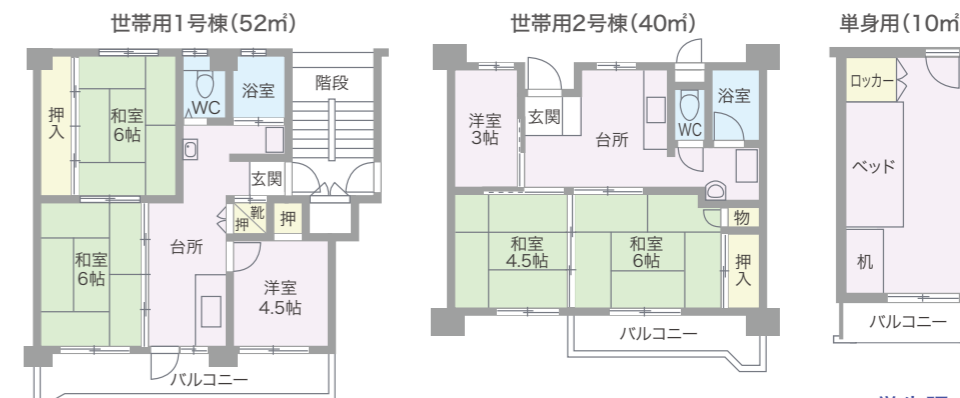 世帯用1号棟(52㎡)
押入
和室
6帖
WC
浴室
階段
玄関
押
靴
押
和室
6帖
台所
洋室
4.5帖
バルコニー
世帯用2号棟(40㎡)
洋室
3帖
玄関
台所
WC
浴室
物
和室
4.5帖
和室
6帖
押入
バルコニー
単身用(10㎡
ロッカー
ベッド
机
バルコニー